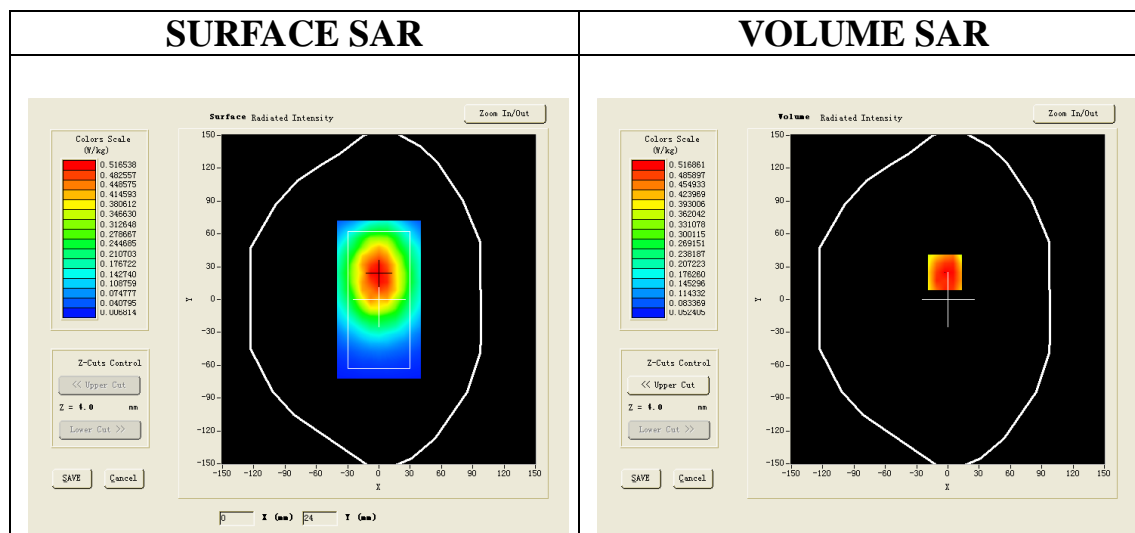 SURFACE SAR
VOLUME SAR
Surface Radiated Intensity
Zoom In/Out
Colors Scale
(W/kg)
0.516538
0.482557
0.448575
0.414593
0.380612
0.346630
0.312648
0.278667
0.244685
0.210703
0.176722
0.142740
0.108759
0.074777
0.040795
0.006814
150
120
90
60
30
0
-30
-60
-90
-120
-150
Y
-150 -120 -90 -60 -30 0 30 60 90 120 150
X
Z-Cuts Control
<< Upper Cut
Z = 4.0 mm
Lower Cut >>
SAVE Cancel
0 X (mm) 24 Y (mm)
Volume Radiated Intensity
Zoom In/Out
Colors Scale
(W/kg)
0.516861
0.485897
0.454933
0.423969
0.393006
0.362042
0.331078
0.300115
0.269151
0.238187
0.207223
0.176260
0.145296
0.114332
0.083369
0.052405
150
120
90
60
30
0
-30
-60
-90
-120
-150
Y
-150 -120 -90 -60 -30 0 30 60 90 120 150
X
Z-Cuts Control
<< Upper Cut
Z = 4.0 mm
Lower Cut >>
SAVE Cancel